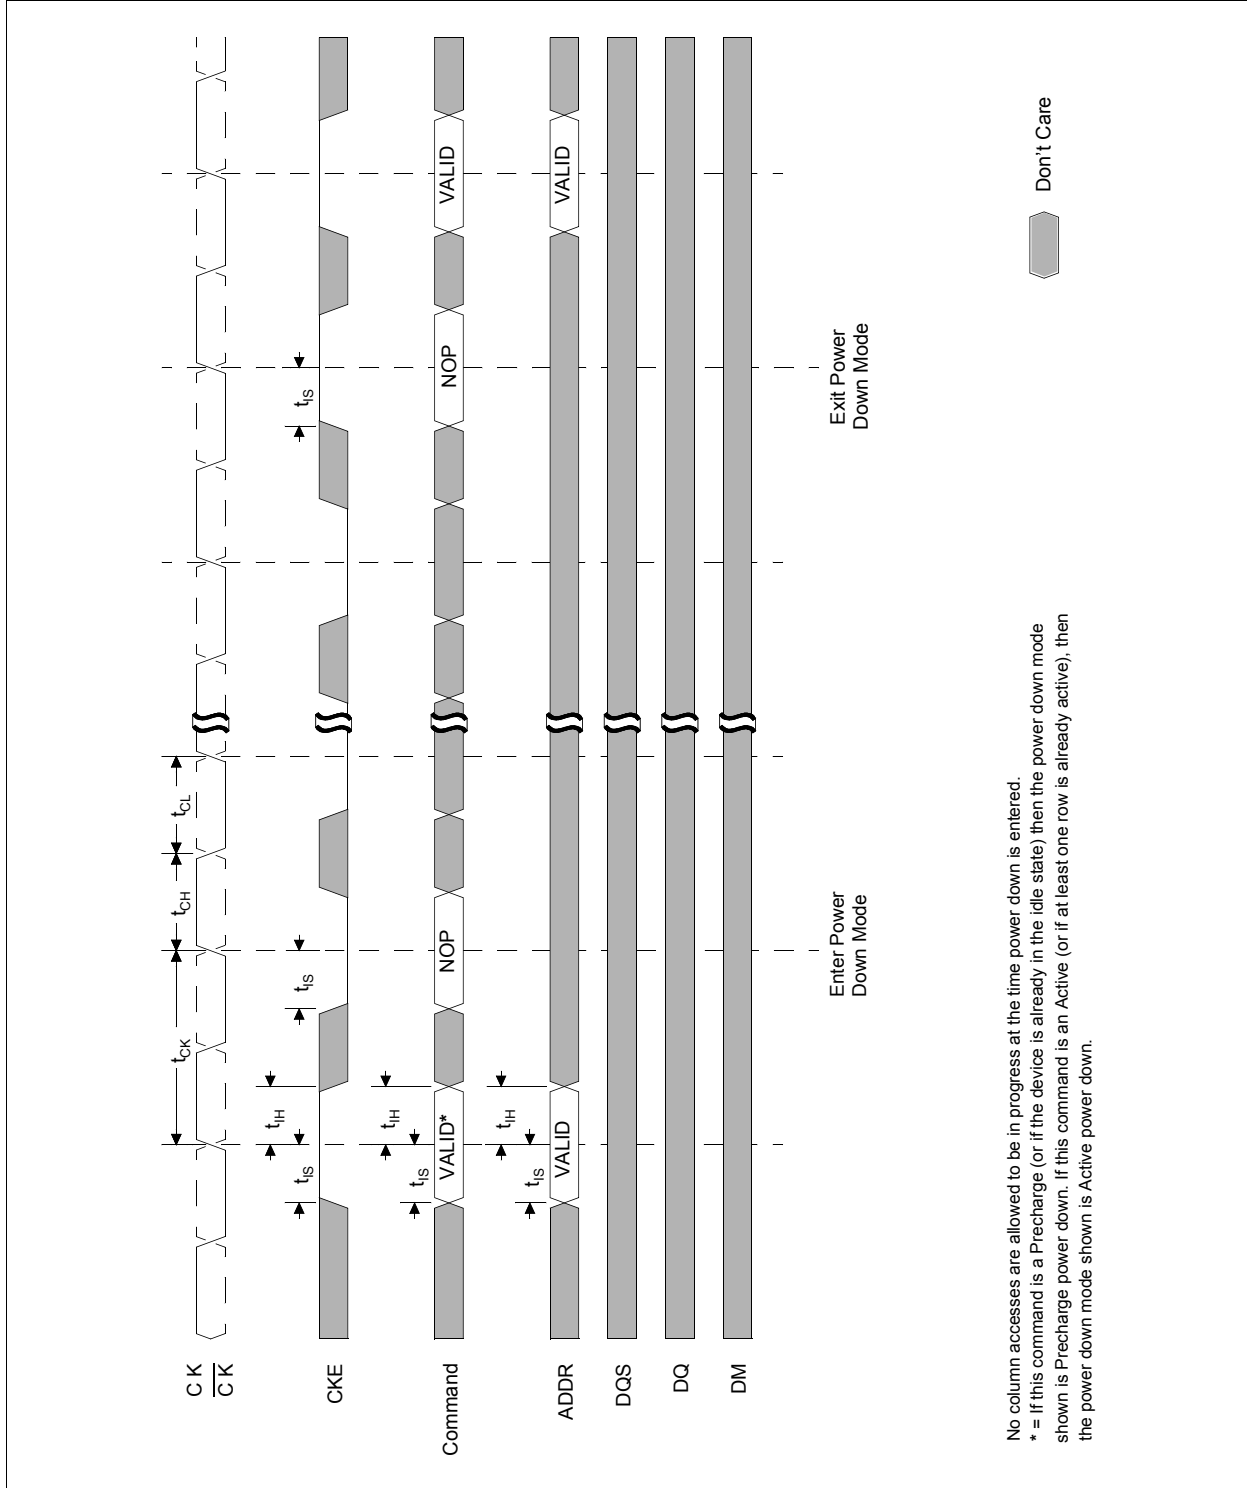 tCK
tCH
tCL
CK
CK
tIS
tIH
tIS
tIS
CKE
tIH
tIS
VALID*
NOP
NOP
VALID
Command
tIH
tIS
VALID
VALID
ADDR
DQS
DQ
DM
Enter Power
Down Mode
Exit Power
Down Mode
No column accesses are allowed to be in progress at the time power down is entered.
* = If this command is a Precharge (or if the device is already in the idle state) then the power down mode
shown is Precharge power down. If this command is an Active (or if at least one row is already active), then
the power down mode shown is Active power down.
Don't Care